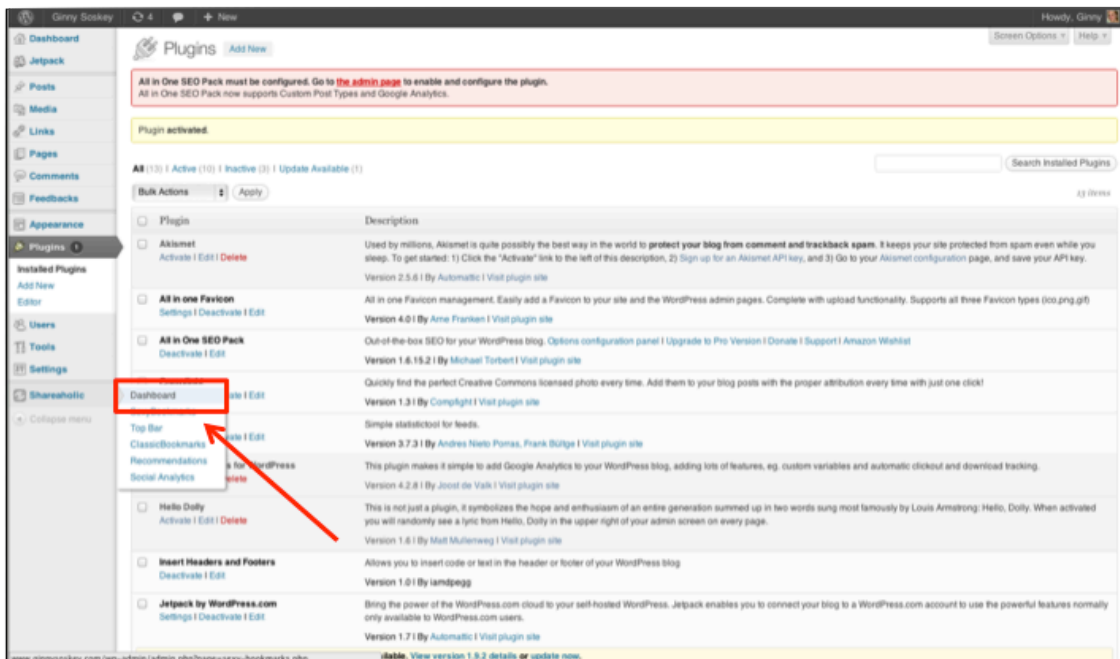 Ginny Soskey 4 + New Howdy, Ginny
Screen Options Help
Dashboard
Jetpack
Posts
Media
Links
Pages
Comments
Feedbacks
Appearance
Plugins 1
Installed Plugins
Add New
Editor
Users
Tools
Settings
Shareaholic
Collapse menu
Dashboard
Top Bar
ClassicBookmarks
Recommendations
Social Analytics
Plugins Add New
All in One SEO Pack must be configured. Go to the admin page to enable and configure the plugin.
All in One SEO Pack now supports Custom Post Types and Google Analytics.
Plugin activated.
All (13) | Active (10) | Inactive (3) | Update Available (1)
Search Installed Plugins
Bulk Actions Apply
13 items
Plugin Description
Akismet
Activate | Edit | Delete
Used by millions, Akismet is quite possibly the best way in the world to protect your blog from comment and trackback spam. It keeps your site protected from spam even while you
sleep. To get started: 1) Click the "Activate" link to the left of this description, 2) Sign up for an Akismet API key, and 3) Go to your Akismet configuration page, and save your API key.
Version 2.5.6 | By Automattic | Visit plugin site
All in one Favicon
Settings | Deactivate | Edit
All in one Favicon management. Easily add a Favicon to your site and the WordPress admin pages. Complete with upload functionality. Supports all three Favicon types (ico,png,gif)
Version 4.0 | By Arne Franken | Visit plugin site
All in One SEO Pack
Deactivate | Edit
Out-of-the-box SEO for your WordPress blog. Options configuration panel | Upgrade to Pro Version | Donate | Support | Amazon Wishlist
Version 1.6.15.2 | By Michael Torbert | Visit plugin site
| Edit
Quickly find the perfect Creative Commons licensed photo every time. Add them to your blog posts with the proper attribution every time with just one click!
Version 1.3 | By Compfight | Visit plugin site
| Edit
Simple statistictool for feeds.
Version 3.7.3 | By Andres Nieto Porras, Frank Bültge | Visit plugin site
for WordPress
This plugin makes it simple to add Google Analytics to your WordPress blog, adding lots of features, eg. custom variables and automatic clickout and download tracking.
Version 4.2.8 | By Joost de Valk | Visit plugin site
Hello Dolly
Activate | Edit | Delete
This is not just a plugin, it symbolizes the hope and enthusiasm of an entire generation summed up in two words sung most famously by Louis Armstrong: Hello, Dolly. When activated
you will randomly see a lyric from Hello, Dolly in the upper right of your admin screen on every page.
Version 1.6 | By Matt Mullenweg | Visit plugin site
Insert Headers and Footers
Deactivate | Edit
Allows you to insert code or text in the header or footer of your WordPress blog
Version 1.0 | By iamdpegg
Jetpack by WordPress.com
Settings | Deactivate | Edit
Bring the power of the WordPress.com cloud to your self-hosted WordPress. Jetpack enables you to connect your blog to a WordPress.com account to use the powerful features normally
only available to WordPress.com users.
Version 1.7 | By Automattic | Visit plugin site
View version 1.9.2 details or update now.